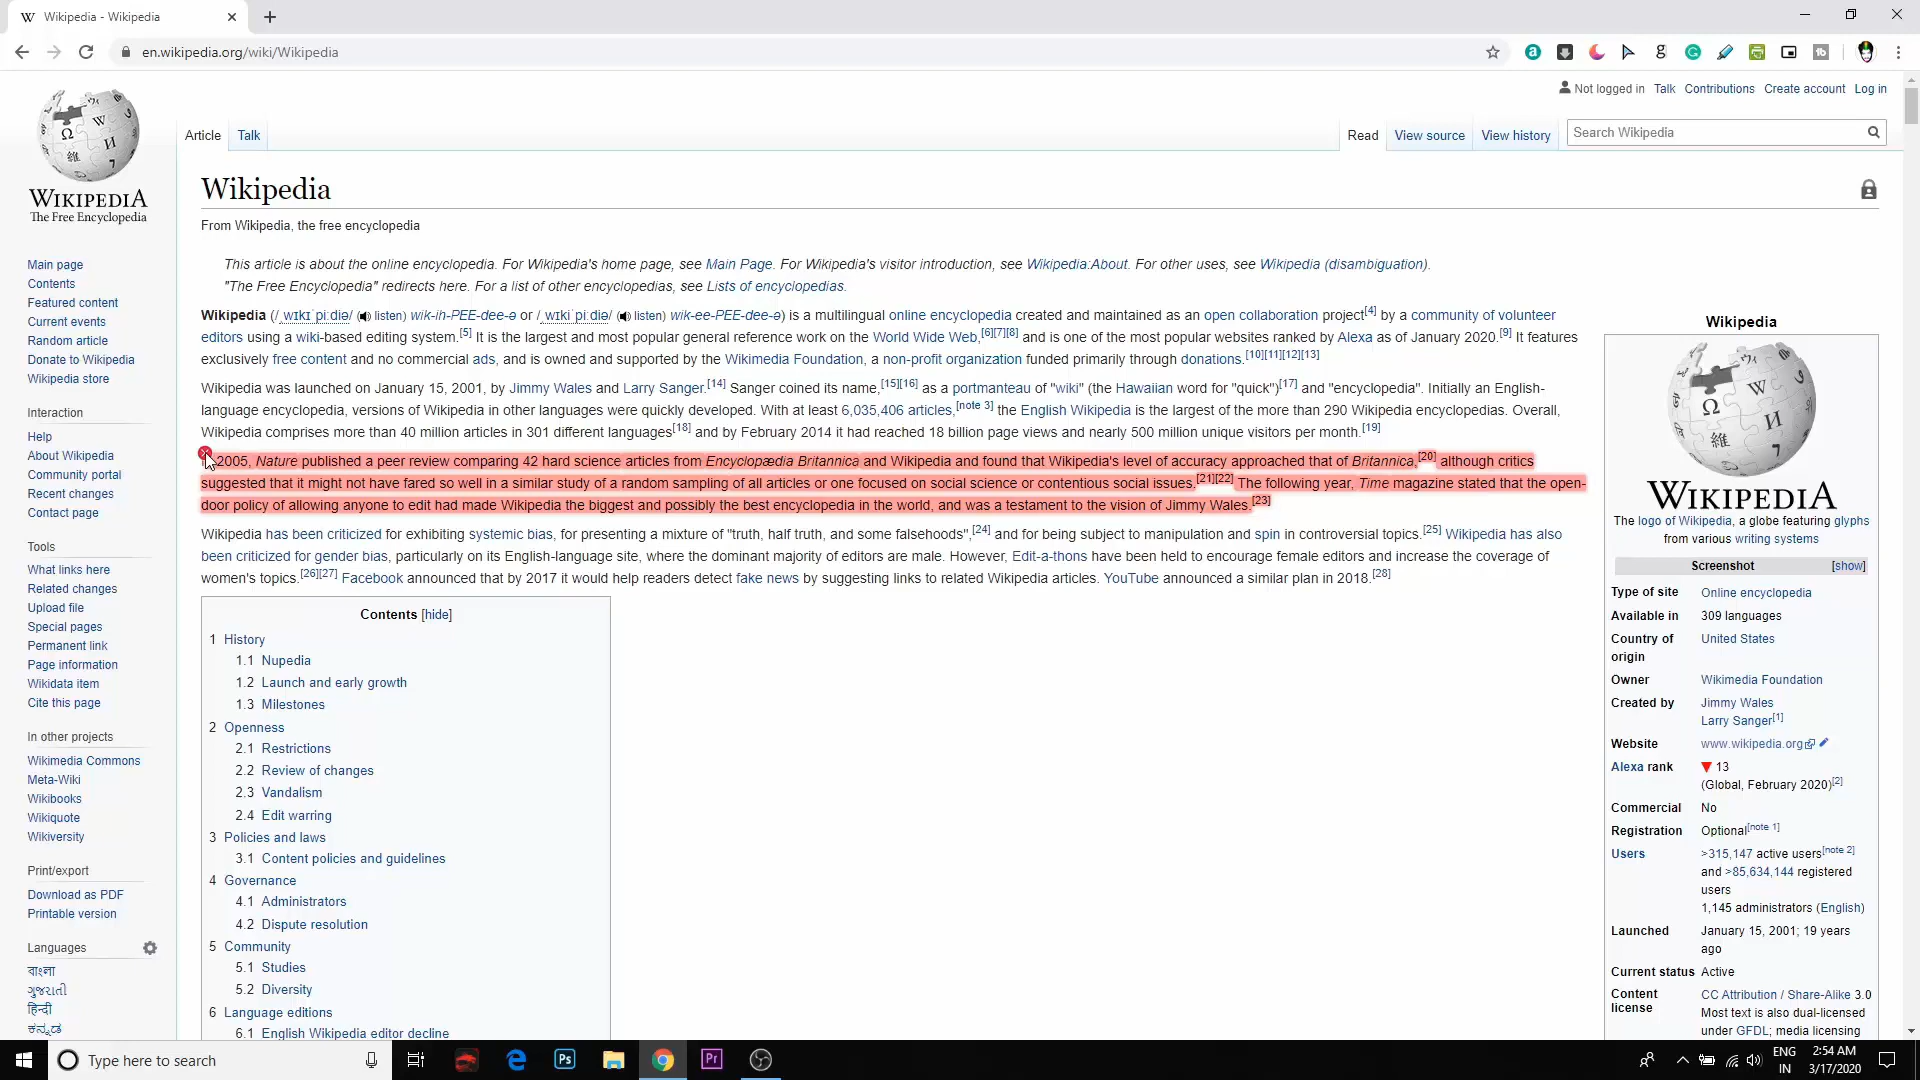 Wikipedia - Wikipedia
en.wikipedia.org/wiki/Wikipedia
Not logged in Talk Contributions Create account Log in
Article Talk Read View source View history Search Wikipedia
WIKIPEDIA
The Free Encyclopedia
Main page
Contents
Featured content
Current events
Random article
Donate to Wikipedia
Wikipedia store
Interaction
Help
About Wikipedia
Community portal
Recent changes
Contact page
Tools
What links here
Related changes
Upload file
Special pages
Permanent link
Page information
Wikidata item
Cite this page
In other projects
Wikimedia Commons
Meta-Wiki
Wikibooks
Wikiquote
Wikiversity
Print/export
Download as PDF
Printable version
Languages
বাংলা
ગુજરાતી
हिन्दी
ಕನ್ನಡ
Wikipedia
From Wikipedia, the free encyclopedia
This article is about the online encyclopedia. For Wikipedia's home page, see Main Page. For Wikipedia's visitor introduction, see Wikipedia:About. For other uses, see Wikipedia (disambiguation).
"The Free Encyclopedia" redirects here. For a list of other encyclopedias, see Lists of encyclopedias.
Wikipedia (/ˌwɪkɪˈpiːdiə/ (listen) wik-ih-PEE-dee-ə or /ˌwɪkiˈpiːdiə/ (listen) wik-ee-PEE-dee-ə) is a multilingual online encyclopedia created and maintained as an open collaboration project[4] by a community of volunteer
editors using a wiki-based editing system.[5] It is the largest and most popular general reference work on the World Wide Web,[6][7][8] and is one of the most popular websites ranked by Alexa as of January 2020.[9] It features
exclusively free content and no commercial ads, and is owned and supported by the Wikimedia Foundation, a non-profit organization funded primarily through donations.[10][11][12][13]
Wikipedia was launched on January 15, 2001, by Jimmy Wales and Larry Sanger.[14] Sanger coined its name,[15][16] as a portmanteau of "wiki" (the Hawaiian word for "quick")[17] and "encyclopedia". Initially an English-
language encyclopedia, versions of Wikipedia in other languages were quickly developed. With at least 6,035,406 articles,[note 3] the English Wikipedia is the largest of the more than 290 Wikipedia encyclopedias. Overall,
Wikipedia comprises more than 40 million articles in 301 different languages[18] and by February 2014 it had reached 18 billion page views and nearly 500 million unique visitors per month.[19]
2005, Nature published a peer review comparing 42 hard science articles from Encyclopædia Britannica and Wikipedia and found that Wikipedia's level of accuracy approached that of Britannica,[20] although critics
suggested that it might not have fared so well in a similar study of a random sampling of all articles or one focused on social science or contentious social issues.[21][22] The following year, Time magazine stated that the open-
door policy of allowing anyone to edit had made Wikipedia the biggest and possibly the best encyclopedia in the world, and was a testament to the vision of Jimmy Wales.[23]
Wikipedia has been criticized for exhibiting systemic bias, for presenting a mixture of "truth, half truth, and some falsehoods",[24] and for being subject to manipulation and spin in controversial topics.[25] Wikipedia has also
been criticized for gender bias, particularly on its English-language site, where the dominant majority of editors are male. However, Edit-a-thons have been held to encourage female editors and increase the coverage of
women's topics.[26][27] Facebook announced that by 2017 it would help readers detect fake news by suggesting links to related Wikipedia articles. YouTube announced a similar plan in 2018.[28]
Contents [hide]
1 History
1.1 Nupedia
1.2 Launch and early growth
1.3 Milestones
2 Openness
2.1 Restrictions
2.2 Review of changes
2.3 Vandalism
2.4 Edit warring
3 Policies and laws
3.1 Content policies and guidelines
4 Governance
4.1 Administrators
4.2 Dispute resolution
5 Community
5.1 Studies
5.2 Diversity
6 Language editions
6.1 English Wikipedia editor decline
Wikipedia
WIKIPEDIA
The logo of Wikipedia, a globe featuring glyphs
from various writing systems
Screenshot [show]
Type of site Online encyclopedia
Available in 309 languages
Country of United States
origin
Owner Wikimedia Foundation
Created by Jimmy Wales
Larry Sanger[1]
Website www.wikipedia.org
Alexa rank 13
(Global, February 2020)[2]
Commercial No
Registration Optional[note 1]
Users >315,147 active users[note 2]
and >85,634,144 registered
users
1,145 administrators (English)
Launched January 15, 2001; 19 years
ago
Current status Active
Content CC Attribution / Share-Alike 3.0
license Most text is also dual-licensed
under GFDL; media licensing
Type here to search
Ps
Pr
ENG
IN
2:54 AM
3/17/2020